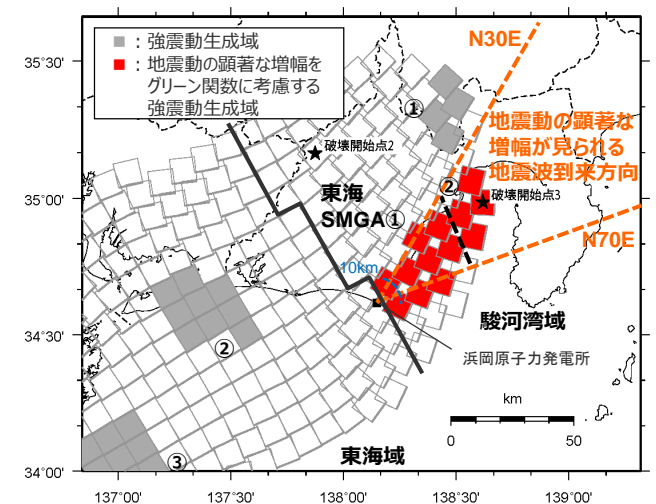 ■：強震動生成域
■：地震動の顕著な増幅を
グリーン関数に考慮する
強震動生成域
N30E
地震動の顕著な
増幅が見られる
地震波到来方向
N70E
①
破壊開始点2
②
破壊開始点3
東海
SMGA①
10km
駿河湾域
浜岡原子力発電所
②
③
東海域
km
0
50
35°30'
35°00'
34°30'
34°00'
137°00'
137°30'
138°00'
138°30'
139°00'